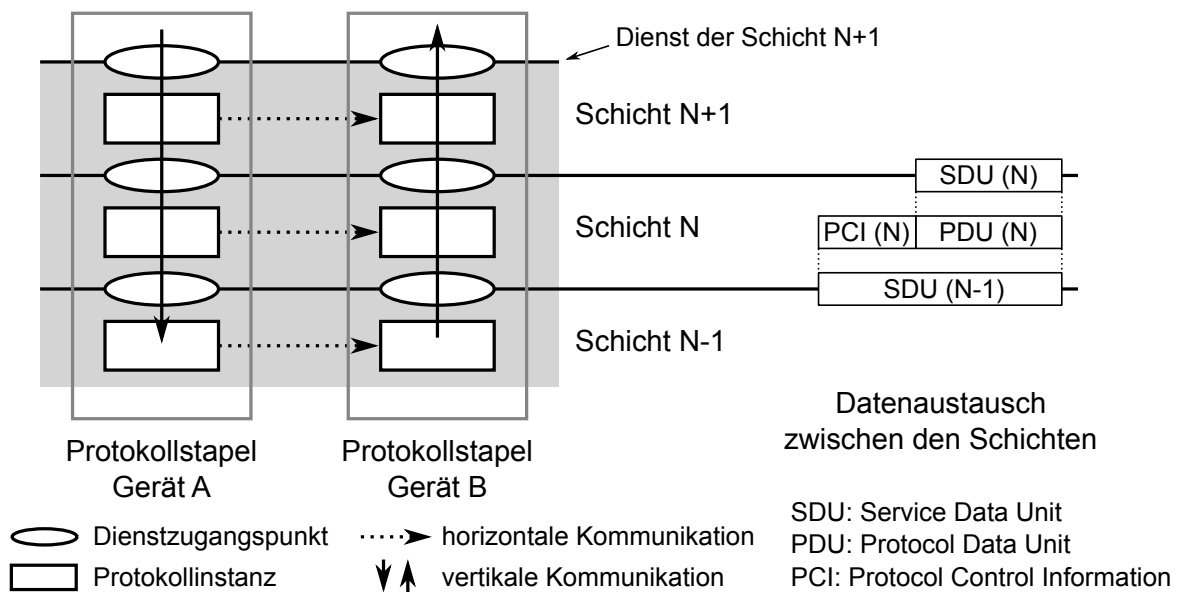 Dienst der Schicht N+1
Schicht N+1
SDU (N)
Schicht N
PCI (N)
PDU (N)
SDU (N-1)
Schicht N-1
Datenaustausch
zwischen den Schichten
Protokollstapel
Gerät A
Protokollstapel
Gerät B
Dienstzugangspunkt
horizontale Kommunikation
Protokollinstanz
vertikale Kommunikation
SDU: Service Data Unit
PDU: Protocol Data Unit
PCI: Protocol Control Information